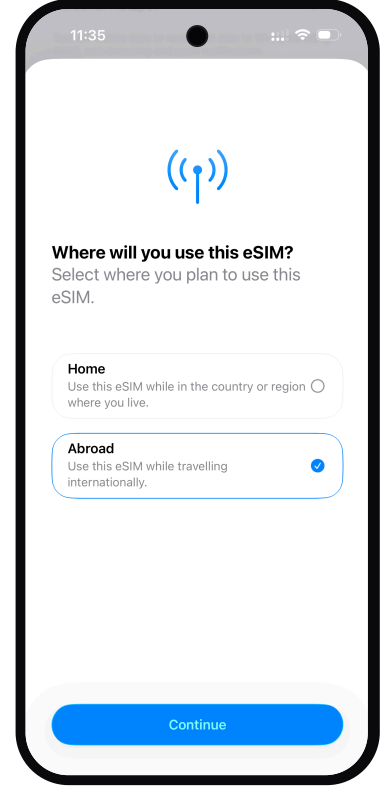 11:35
Where will you use this eSIM?
Select where you plan to use this
eSIM.
Home
Use this eSIM while in the country or region
where you live.
Abroad
Use this eSIM while travelling
internationally.
Continue